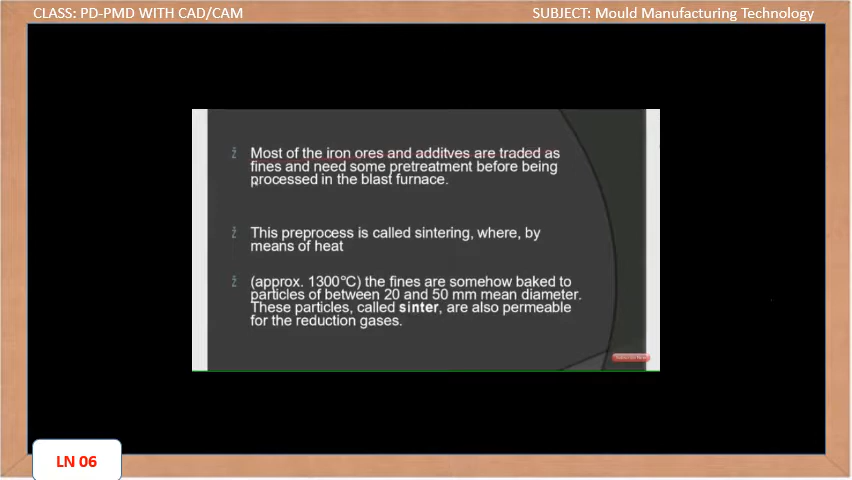 CLASS: PD-PMD WITH CAD/CAM
SUBJECT: Mould Manufacturing Technology
ž Most of the iron ores and additves are traded as
fines and need some pretreatment before being
processed in the blast furnace.
ž This preprocess is called sintering, where, by
means of heat
ž (approx. 1300°C) the fines are somehow baked to
particles of between 20 and 50 mm mean diameter.
These particles, called sinter, are also permeable
for the reduction gases.
LN 06